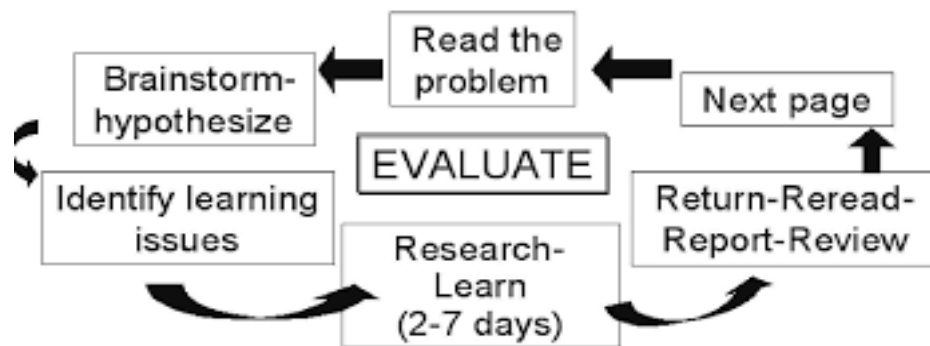 Read the
problem
Brainstorm-
hypothesize
Next page
EVALUATE
Identify learning
issues
Return-Reread-
Report-Review
Research-
Learn
(2-7 days)